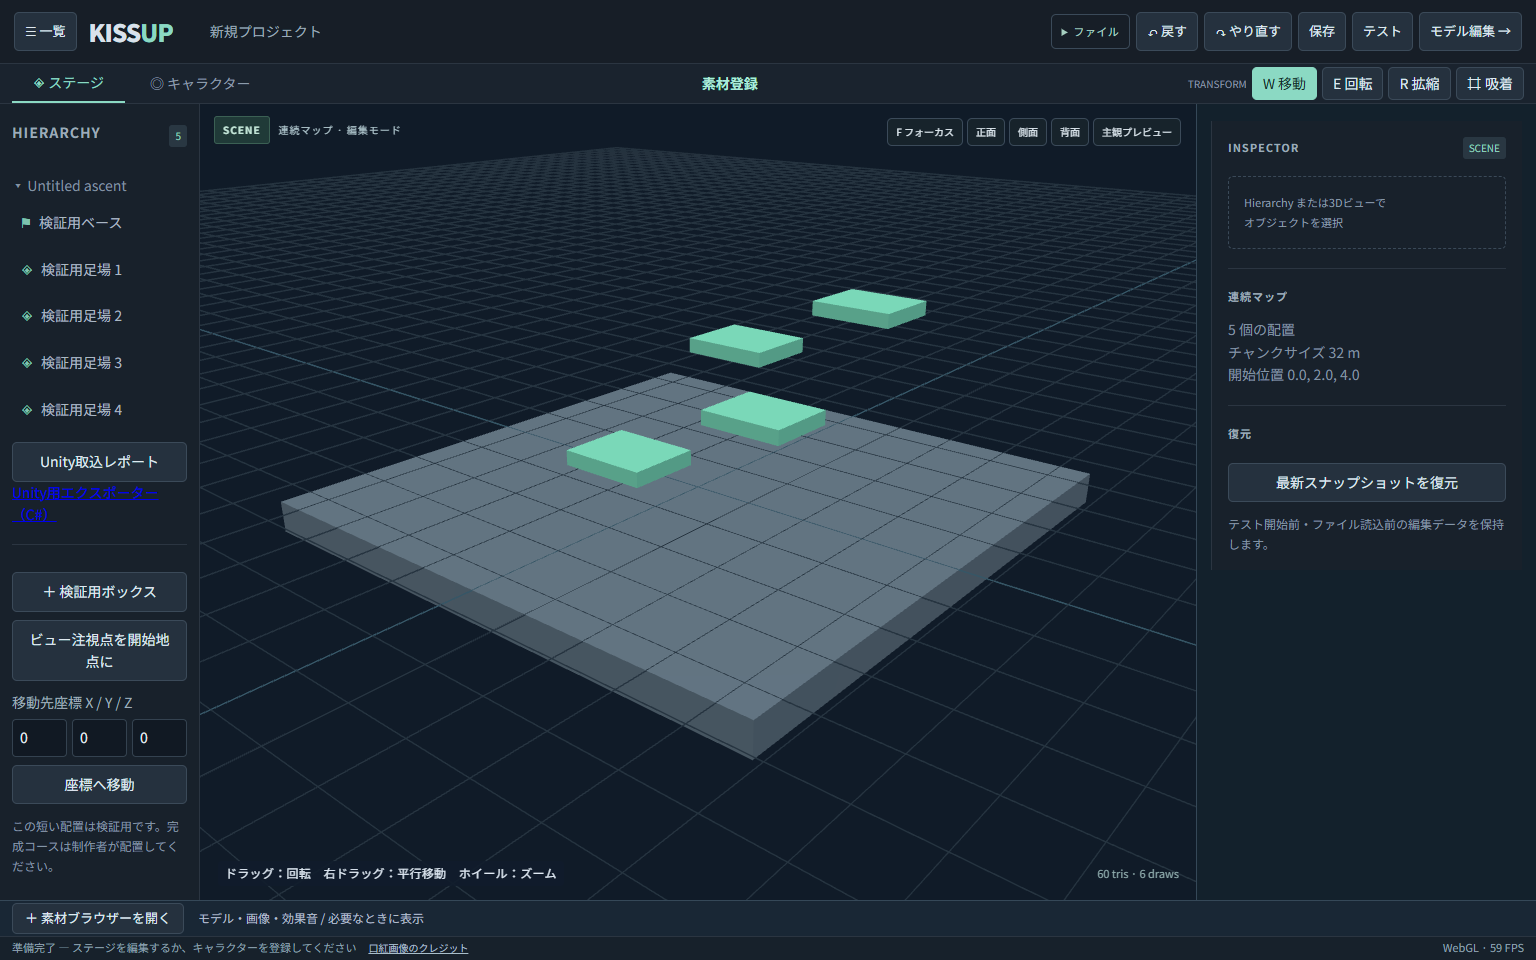 ☰ 一覧
KISSUP
新規プロジェクト
▶ ファイル
↶ 戻す
↷ やり直す
保存
テスト
モデル編集 →
◈ ステージ
◎ キャラクター
素材登録
TRANSFORM
W 移動
E 回転
R 拡縮
⌗ 吸着
HIERARCHY
5
▾ Untitled ascent
⚑ 検証用ベース
◈ 検証用足場 1
◈ 検証用足場 2
◈ 検証用足場 3
◈ 検証用足場 4
Unity取込レポート
Unity用エクスポーター
(C#)
＋ 検証用ボックス
ビュー注視点を開始地
点に
移動先座標 X / Y / Z
0
0
0
座標へ移動
この短い配置は検証用です。完
成コースは制作者が配置してく
ださい。
SCENE
連続マップ · 編集モード
F フォーカス
正面
側面
背面
主観プレビュー
ドラッグ：回転　右ドラッグ：平行移動　ホイール：ズーム
60 tris · 6 draws
INSPECTOR
SCENE
Hierarchy または3Dビューで
オブジェクトを選択
連続マップ
5 個の配置
チャンクサイズ 32 m
開始位置 0.0, 2.0, 4.0
復元
最新スナップショットを復元
テスト開始前・ファイル読込前の編集データを保持
します。
＋ 素材ブラウザーを開く
モデル・画像・効果音 / 必要なときに表示
準備完了 — ステージを編集するか、キャラクターを登録してください
口紅画像のクレジット
WebGL · 59 FPS